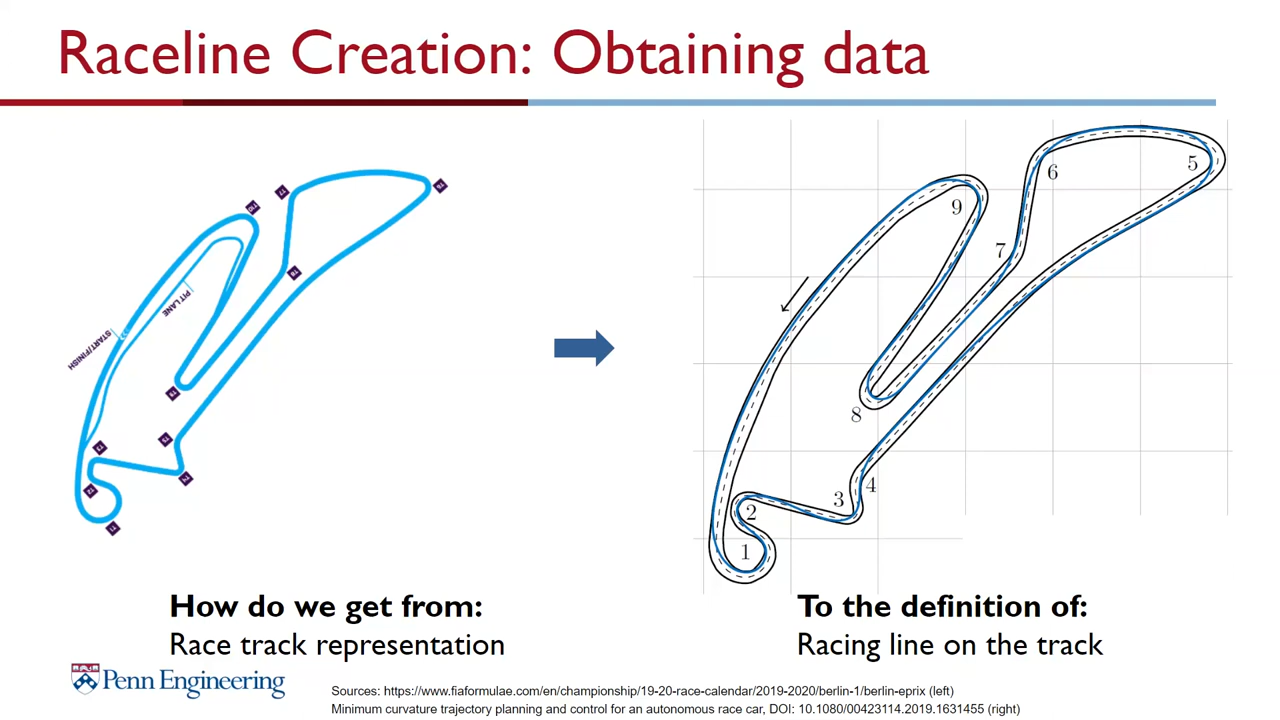 Raceline Creation: Obtaining data
START/FINISH
PIT LANE
1
2
3
4
5
6
7
8
9
How do we get from:
Race track representation
To the definition of:
Racing line on the track
Penn Engineering
Sources: https://www.fiaformulae.com/en/championship/19-20-race-calendar/2019-2020/berlin-1/berlin-eprix (left)
Minimum curvature trajectory planning and control for an autonomous race car, DOI: 10.1080/00423114.2019.1631455 (right)